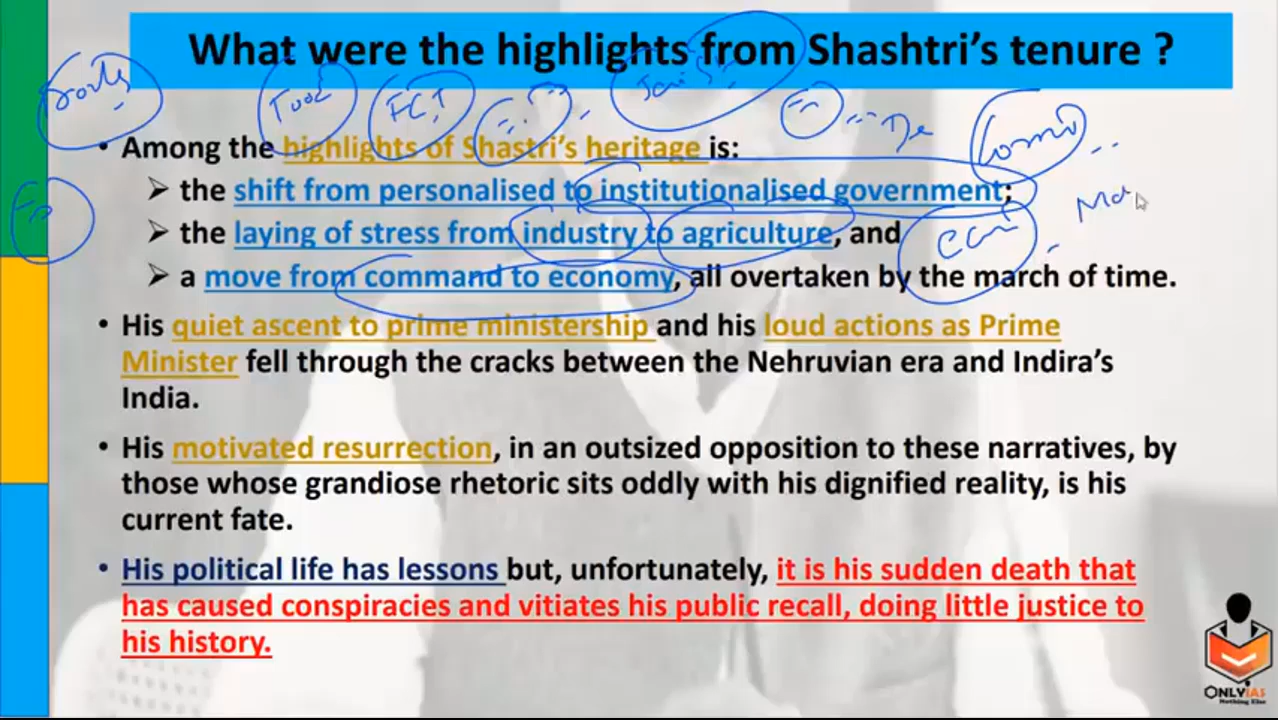 What were the highlights from Shashtri’s tenure ?
• Among the highlights of Shastri’s heritage is:
➤ the shift from personalised to institutionalised government;
➤ the laying of stress from industry to agriculture, and
➤ a move from command to economy, all overtaken by the march of time.
• His quiet ascent to prime ministership and his loud actions as Prime
Minister fell through the cracks between the Nehruvian era and Indira’s
India.
• His motivated resurrection, in an outsized opposition to these narratives, by
those whose grandiose rhetoric sits oddly with his dignified reality, is his
current fate.
• His political life has lessons but, unfortunately, it is his sudden death that
has caused conspiracies and vitiates his public recall, doing little justice to
his history.
ONLYIAS
Nothing Else